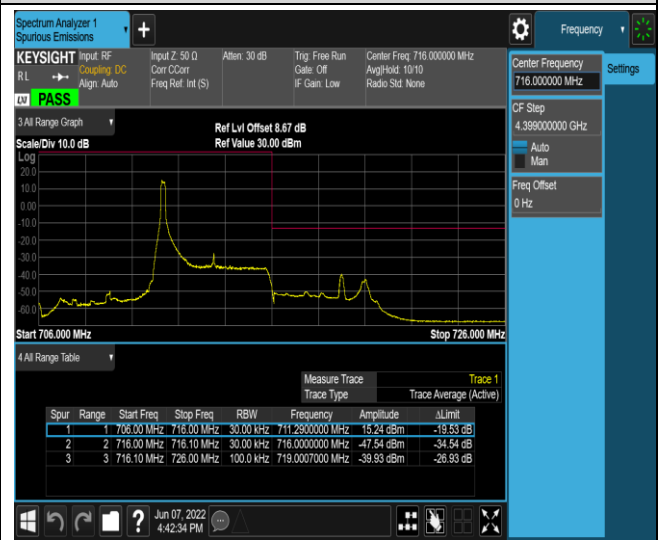 Spectrum Analyzer 1
Spurious Emissions
Frequency
KEYSIGHT Input: RF Input Z: 50 Ω Atten: 30 dB Trig: Free Run Center Freq: 716.000000 MHz
RL Coupling: DC Corr CCorr Gate: Off Avg|Hold: 10/10
Align: Auto Freq Ref: Int (S) IF Gain: Low Radio Std: None
LXI PASS
Center Frequency
716.000000 MHz
Settings
CF Step
4.399000000 GHz
Auto
Man
Freq Offset
0 Hz
3 All Range Graph
Ref Lvl Offset 8.67 dB
Scale/Div 10.0 dB Ref Value 30.00 dBm
Log
20.0
10.0
0.00
-10.0
-20.0
-30.0
-40.0
-50.0
-60.0
Start 706.000 MHz Stop 726.000 MHz
4 All Range Table
Measure Trace Trace 1
Trace Type Trace Average (Active)
Spur Range Start Freq Stop Freq RBW Frequency Amplitude ΔLimit
1 1 706.00 MHz 716.00 MHz 30.00 kHz 711.2900000 MHz 15.24 dBm -19.53 dB
2 2 716.00 MHz 716.10 MHz 30.00 kHz 716.0000000 MHz -47.54 dBm -34.54 dB
3 3 716.10 MHz 726.00 MHz 100.0 kHz 719.0007000 MHz -39.93 dBm -26.93 dB
Jun 07, 2022
4:42:34 PM